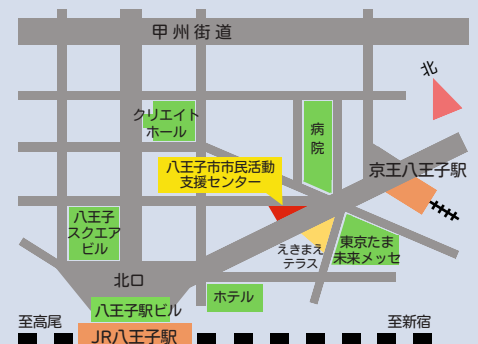 甲州街道
北
クリエイト
ホール
病
院
八王子市市民活動
支援センター
京王八王子駅
八王子
スクエア
ビル
えきまえ
テラス
東京たま
未来メッセ
北口
ホテル
八王子駅ビル
至高尾
至新宿
JR八王子駅